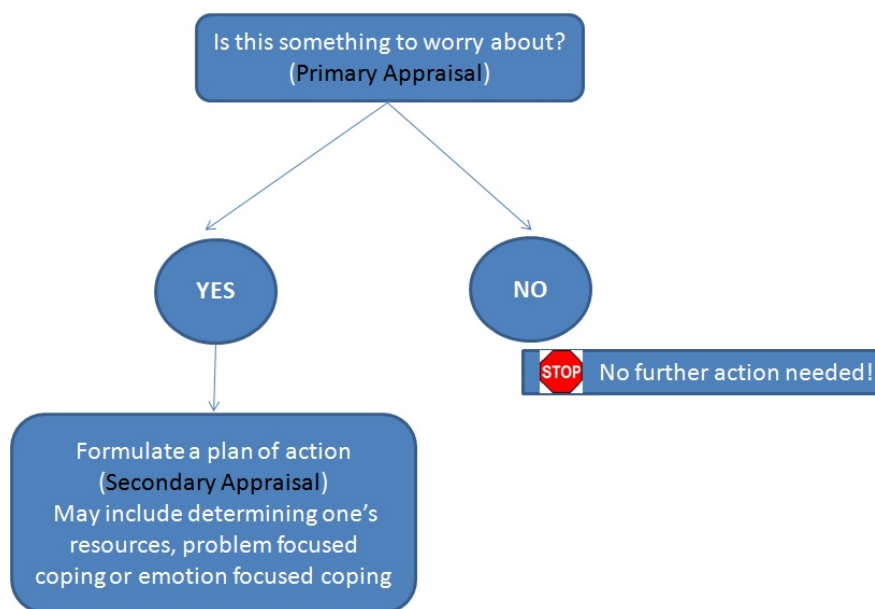 Is this something to worry about?
(Primary Appraisal)
YES
NO
STOP
No further action needed!
Formulate a plan of action
(Secondary Appraisal)
May include determining one’s
resources, problem focused
coping or emotion focused coping